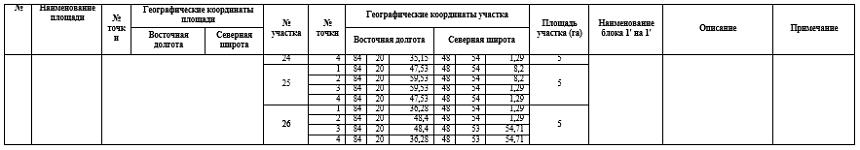 № Наименование площади № точки Географические координаты площади № участка № точки Географические координаты участка Площадь участка (га) Наименование блока 1' на 1' Описание Примечание
Восточная долгота Северная широта Восточная долгота Северная широта
24 4 84 20 35,15 48 54 1,29 5
25 1 84 20 47,53 48 54 8,2 5
2 84 20 59,53 48 54 8,2
3 84 20 59,53 48 54 1,29
4 84 20 47,53 48 54 1,29
26 1 84 20 36,28 48 54 1,29 5
2 84 20 48,4 48 54 1,29
3 84 20 48,4 48 53 54,71
4 84 20 36,28 48 53 54,71